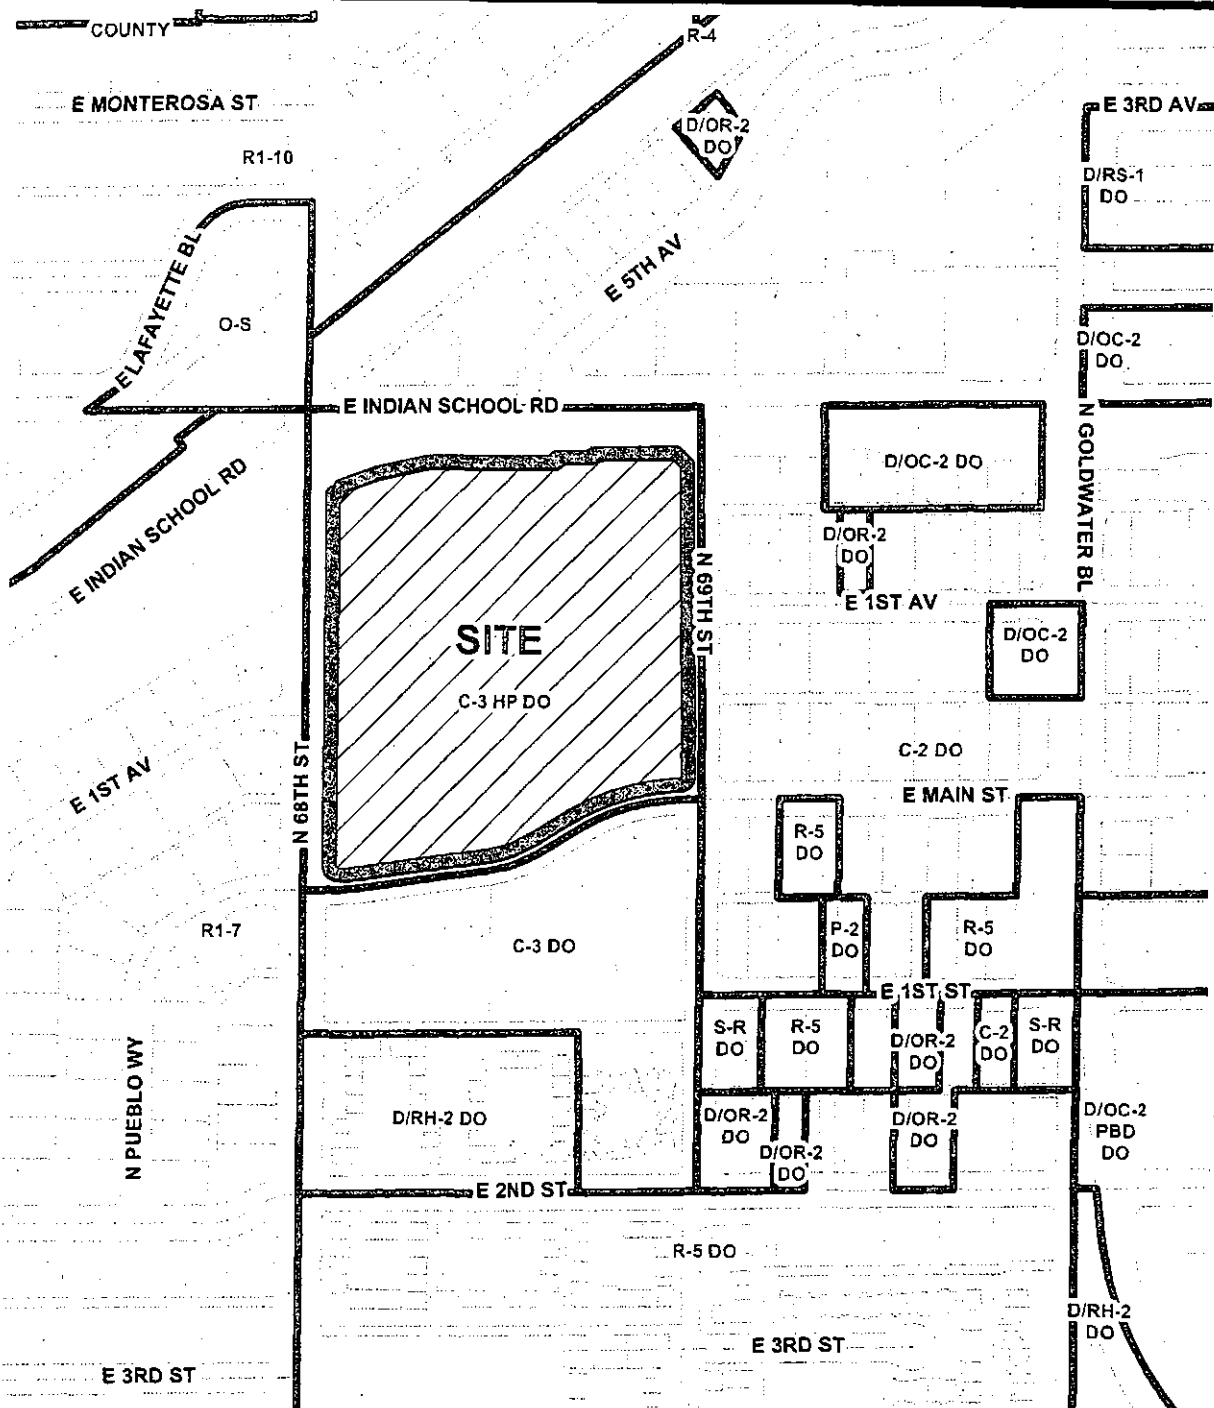 COUNTY
R-4
E MONTEROSA ST
E 3RD AV
D/OR-2
DO
R1-10
D/RS-1
DO
E LAFAYETTE BL
E 5TH AV
O-S
D/OC-2
DO
E INDIAN SCHOOL RD
N GOLDWATER BL
D/OC-2 DO
E INDIAN SCHOOL RD
D/OR-2
DO
N 69TH ST
E 1ST AV
SITE
D/OC-2
DO
C-3 HP DO
C-2 DO
E 1ST AV
N 68TH ST
E MAIN ST
R-5
DO
R1-7
C-3 DO
P-2
DO
R-5
DO
E 1ST ST
S-R
DO
R-5
DO
D/OR-2
DO
C-2
DO
S-R
DO
N PUEBLO WY
D/RH-2 DO
D/OR-2
DO
D/OR-2
DO
D/OR-2
DO
D/OC-2
PBD
DO
E 2ND ST
R-5 DO
D/RH-2
DO
E 3RD ST
E 3RD ST